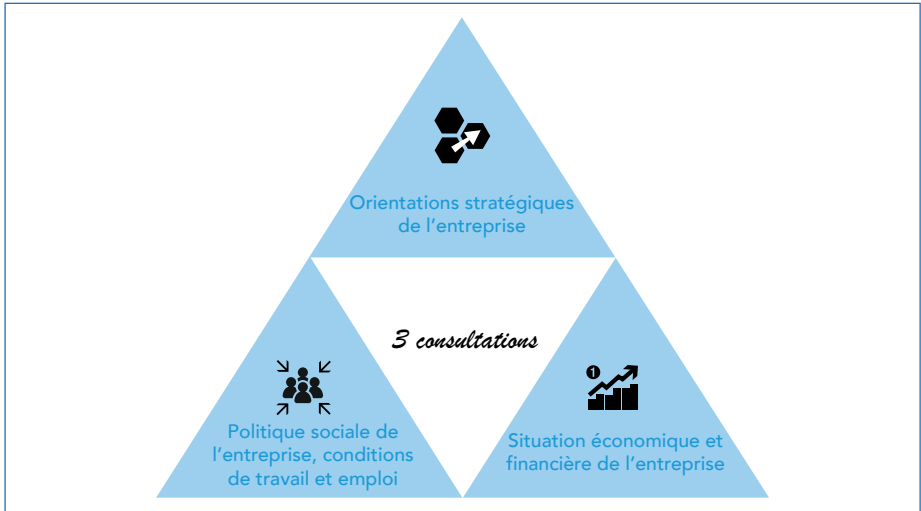 Orientations stratégiques
de l'entreprise
3 consultations
1
Politique sociale de
l'entreprise, conditions
de travail et emploi
Situation économique et
financière de l'entreprise